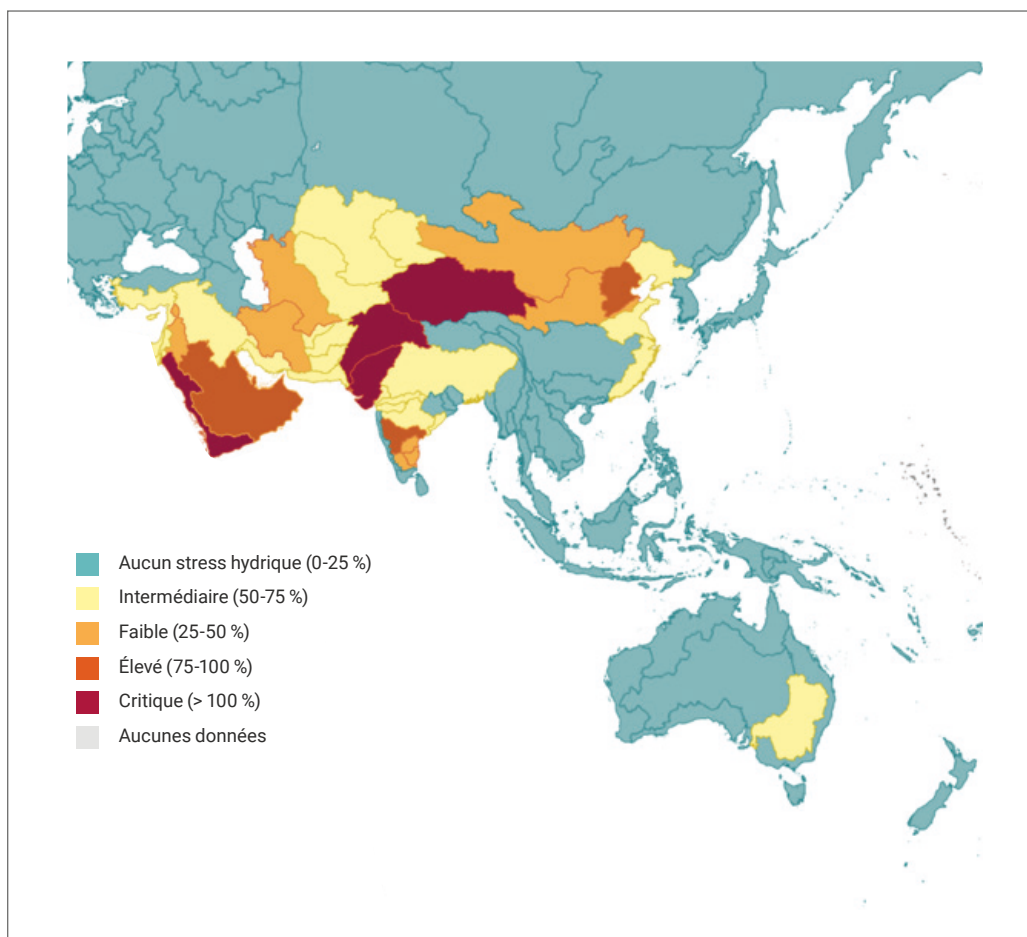 Aucun stress hydrique (0-25 %)
Intermédiaire (50-75 %)
Faible (25-50 %)
Élevé (75-100 %)
Critique (> 100 %)
Aucunes données